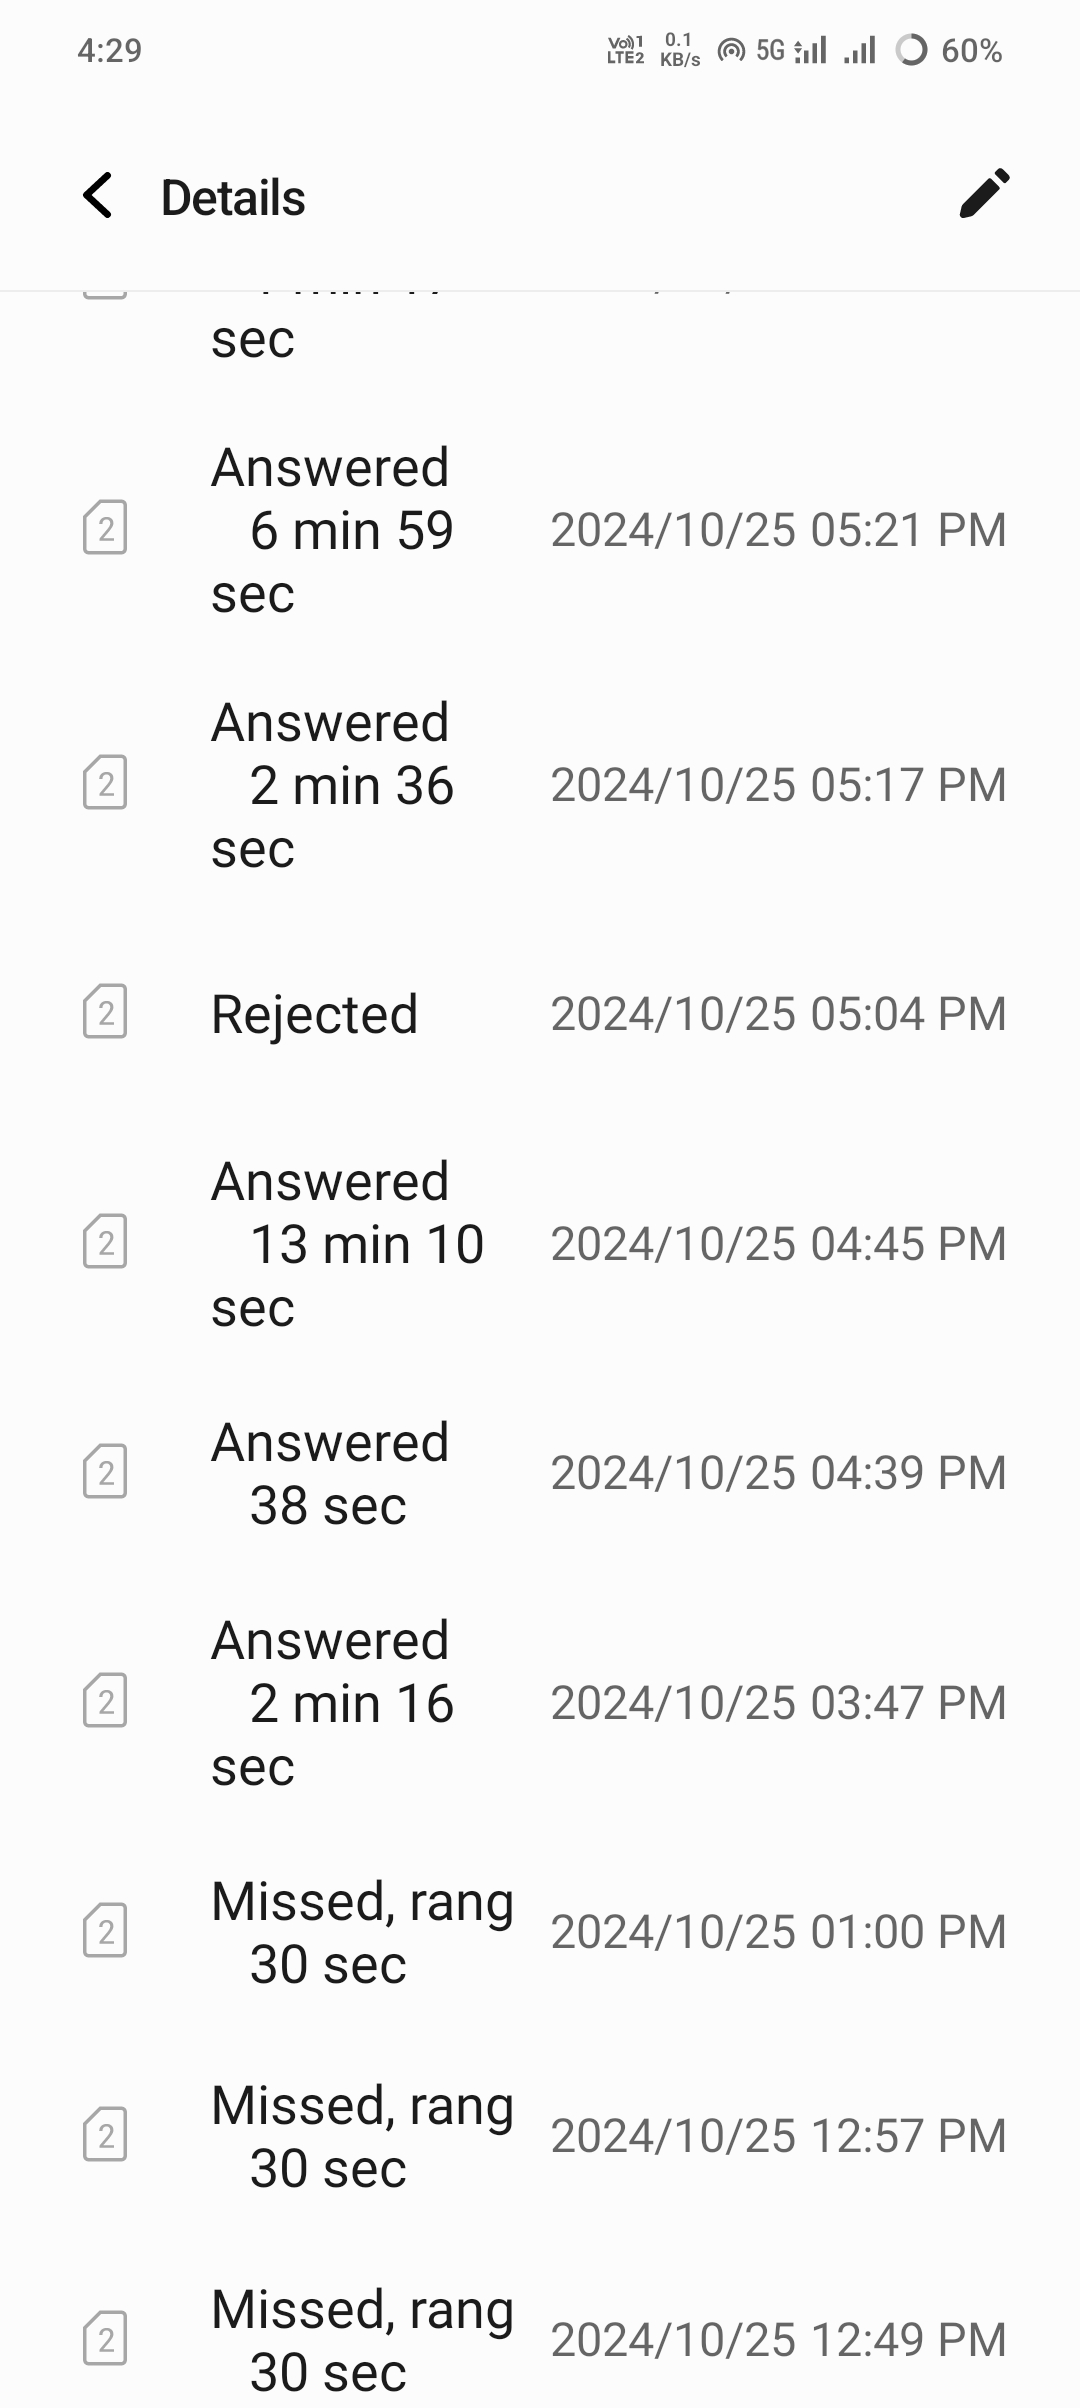 4:29
Vo)) 1
LTE2
0.1
KB/s
5G
60%
Details
sec
Answered
6 min 59
sec
2024/10/25 05:21 PM
2
Answered
2 min 36
sec
2024/10/25 05:17 PM
2
Rejected
2024/10/25 05:04 PM
2
Answered
13 min 10
sec
2024/10/25 04:45 PM
2
Answered
38 sec
2024/10/25 04:39 PM
2
Answered
2 min 16
sec
2024/10/25 03:47 PM
2
Missed, rang
30 sec
2024/10/25 01:00 PM
2
Missed, rang
30 sec
2024/10/25 12:57 PM
2
Missed, rang
30 sec
2024/10/25 12:49 PM
2